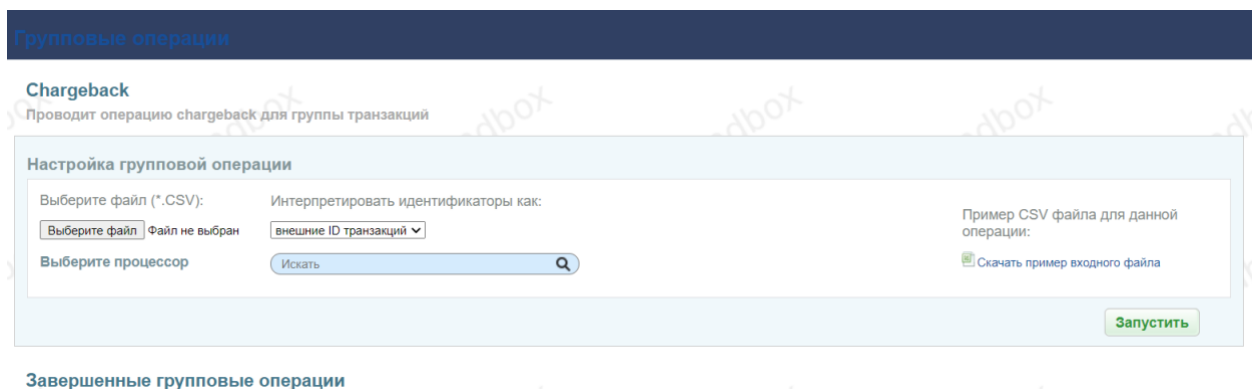 Групповые операции
Chargeback
Проводит операцию chargeback для группы транзакций
Настройка групповой операции
Выберите файл (*.CSV): Интерпретировать идентификаторы как:
Пример CSV файла для данной
операции:
Выберите файл Файл не выбран внешние ID транзакций
Выберите процессор Искать
Скачать пример входного файла
Запустить
Завершенные групповые операции